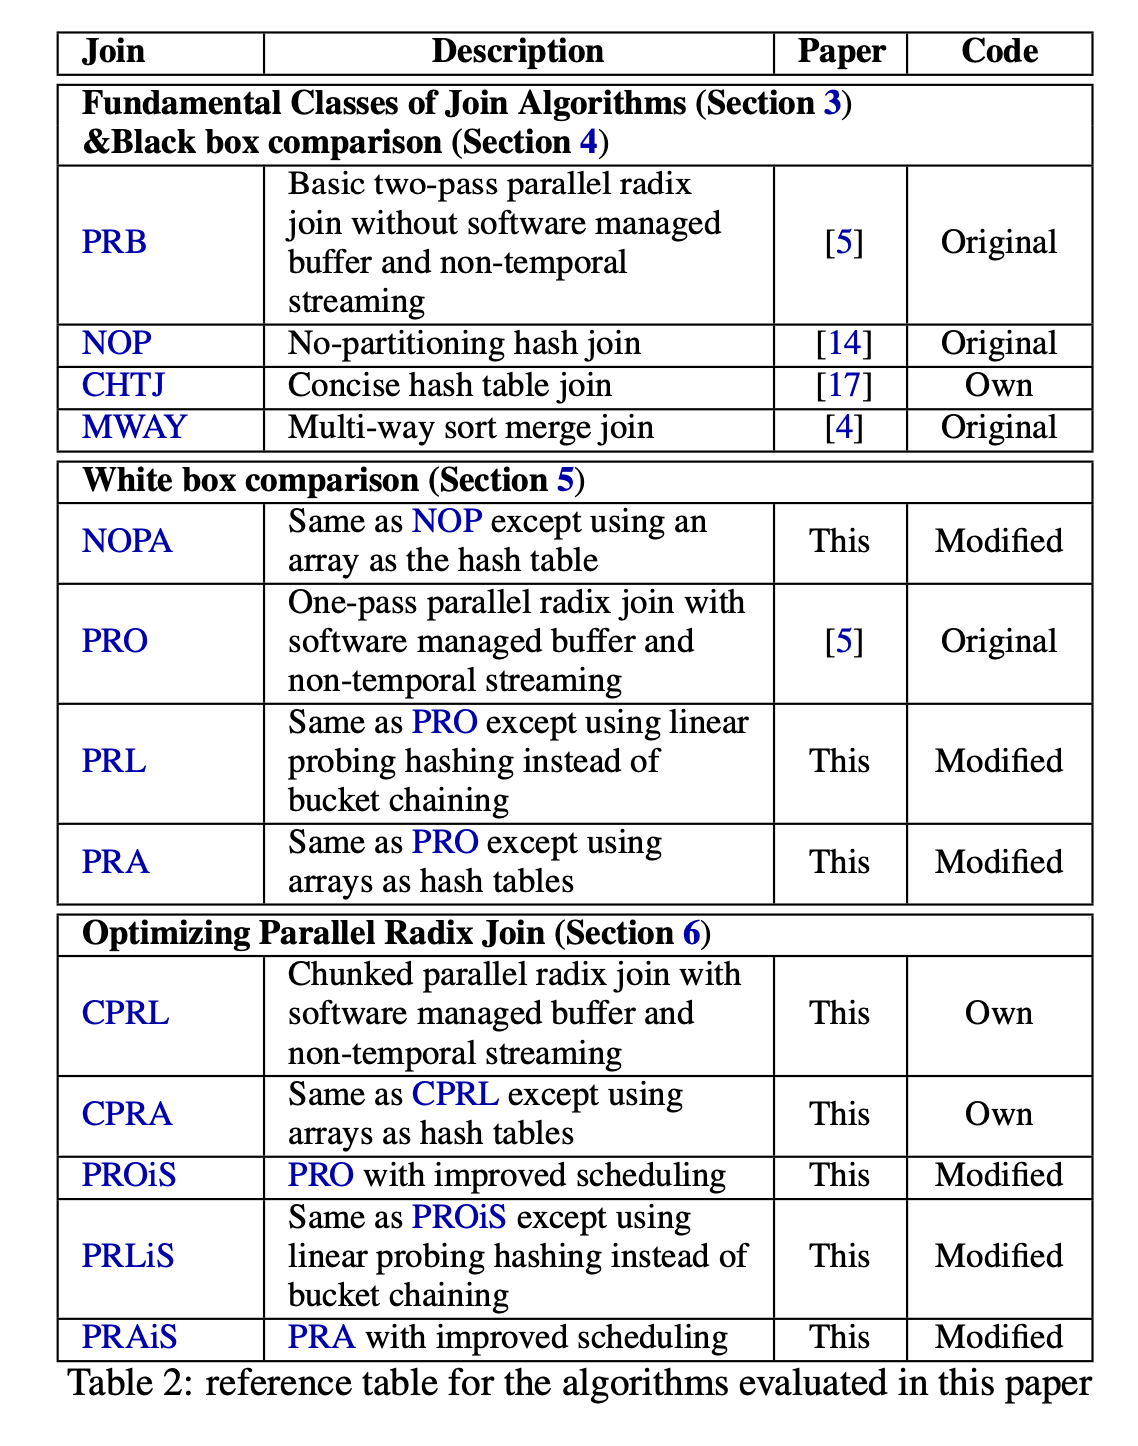 Join Description Paper Code
Fundamental Classes of Join Algorithms (Section 3)
&Black box comparison (Section 4)
Basic two-pass parallel radix
join without software managed
PRB [5] Original
buffer and non-temporal
streaming
NOP No-partitioning hash join [14] Original
CHTJ Concise hash table join [17] Own
MWAY Multi-way sort merge join [4] Original
White box comparison (Section 5)
Same as NOP except using an
NOPA This Modified
array as the hash table
One-pass parallel radix join with
PRO software managed buffer and [5] Original
non-temporal streaming
Same as PRO except using linear
PRL probing hashing instead of This Modified
bucket chaining
Same as PRO except using
PRA This Modified
arrays as hash tables
Optimizing Parallel Radix Join (Section 6)
Chunked parallel radix join with
CPRL software managed buffer and This Own
non-temporal streaming
Same as CPRL except using
CPRA This Own
arrays as hash tables
PROiS PRO with improved scheduling This Modified
Same as PROiS except using
PRLiS linear probing hashing instead of This Modified
bucket chaining
PRAiS PRA with improved scheduling This Modified
Table 2: reference table for the algorithms evaluated in this paper